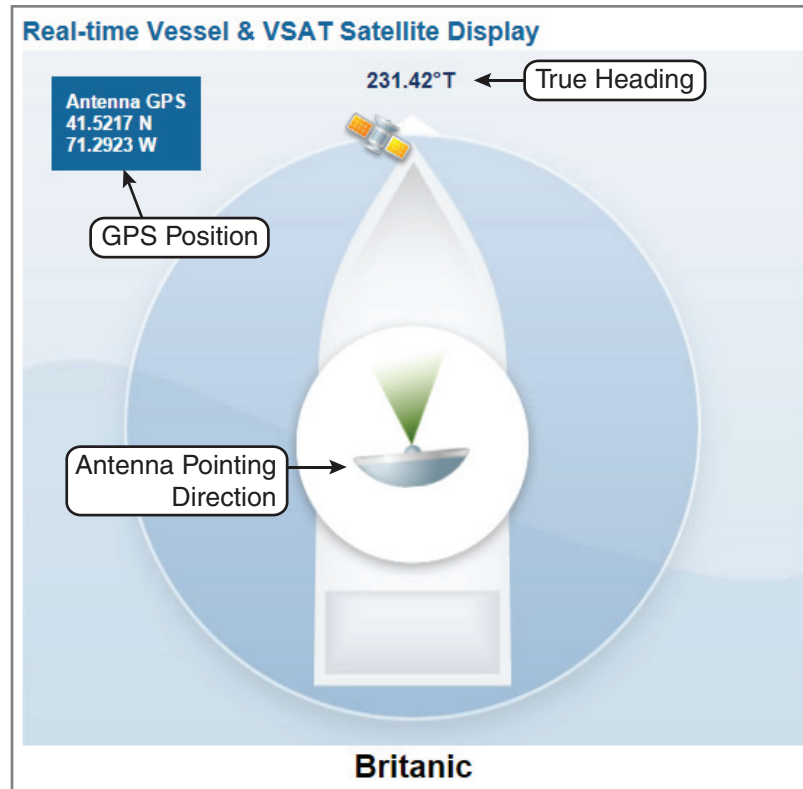 Real-time Vessel & VSAT Satellite Display
231.42°T
True Heading
Antenna GPS
41.5217 N
71.2923 W
GPS Position
Antenna Pointing
Direction
Britanic